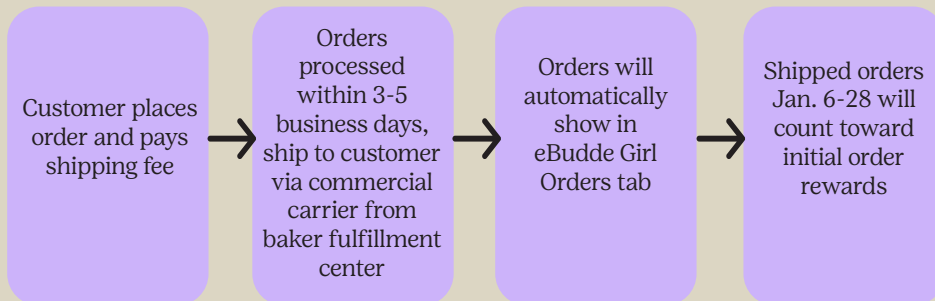 Customer places
order and pays
shipping fee
Orders
processed
within 3-5
business days,
ship to customer
via commercial
carrier from
baker fulfillment
center
Orders will
automatically
show in
eBudde Girl
Orders tab
Shipped orders
Jan. 6-28 will
count toward
initial order
rewards